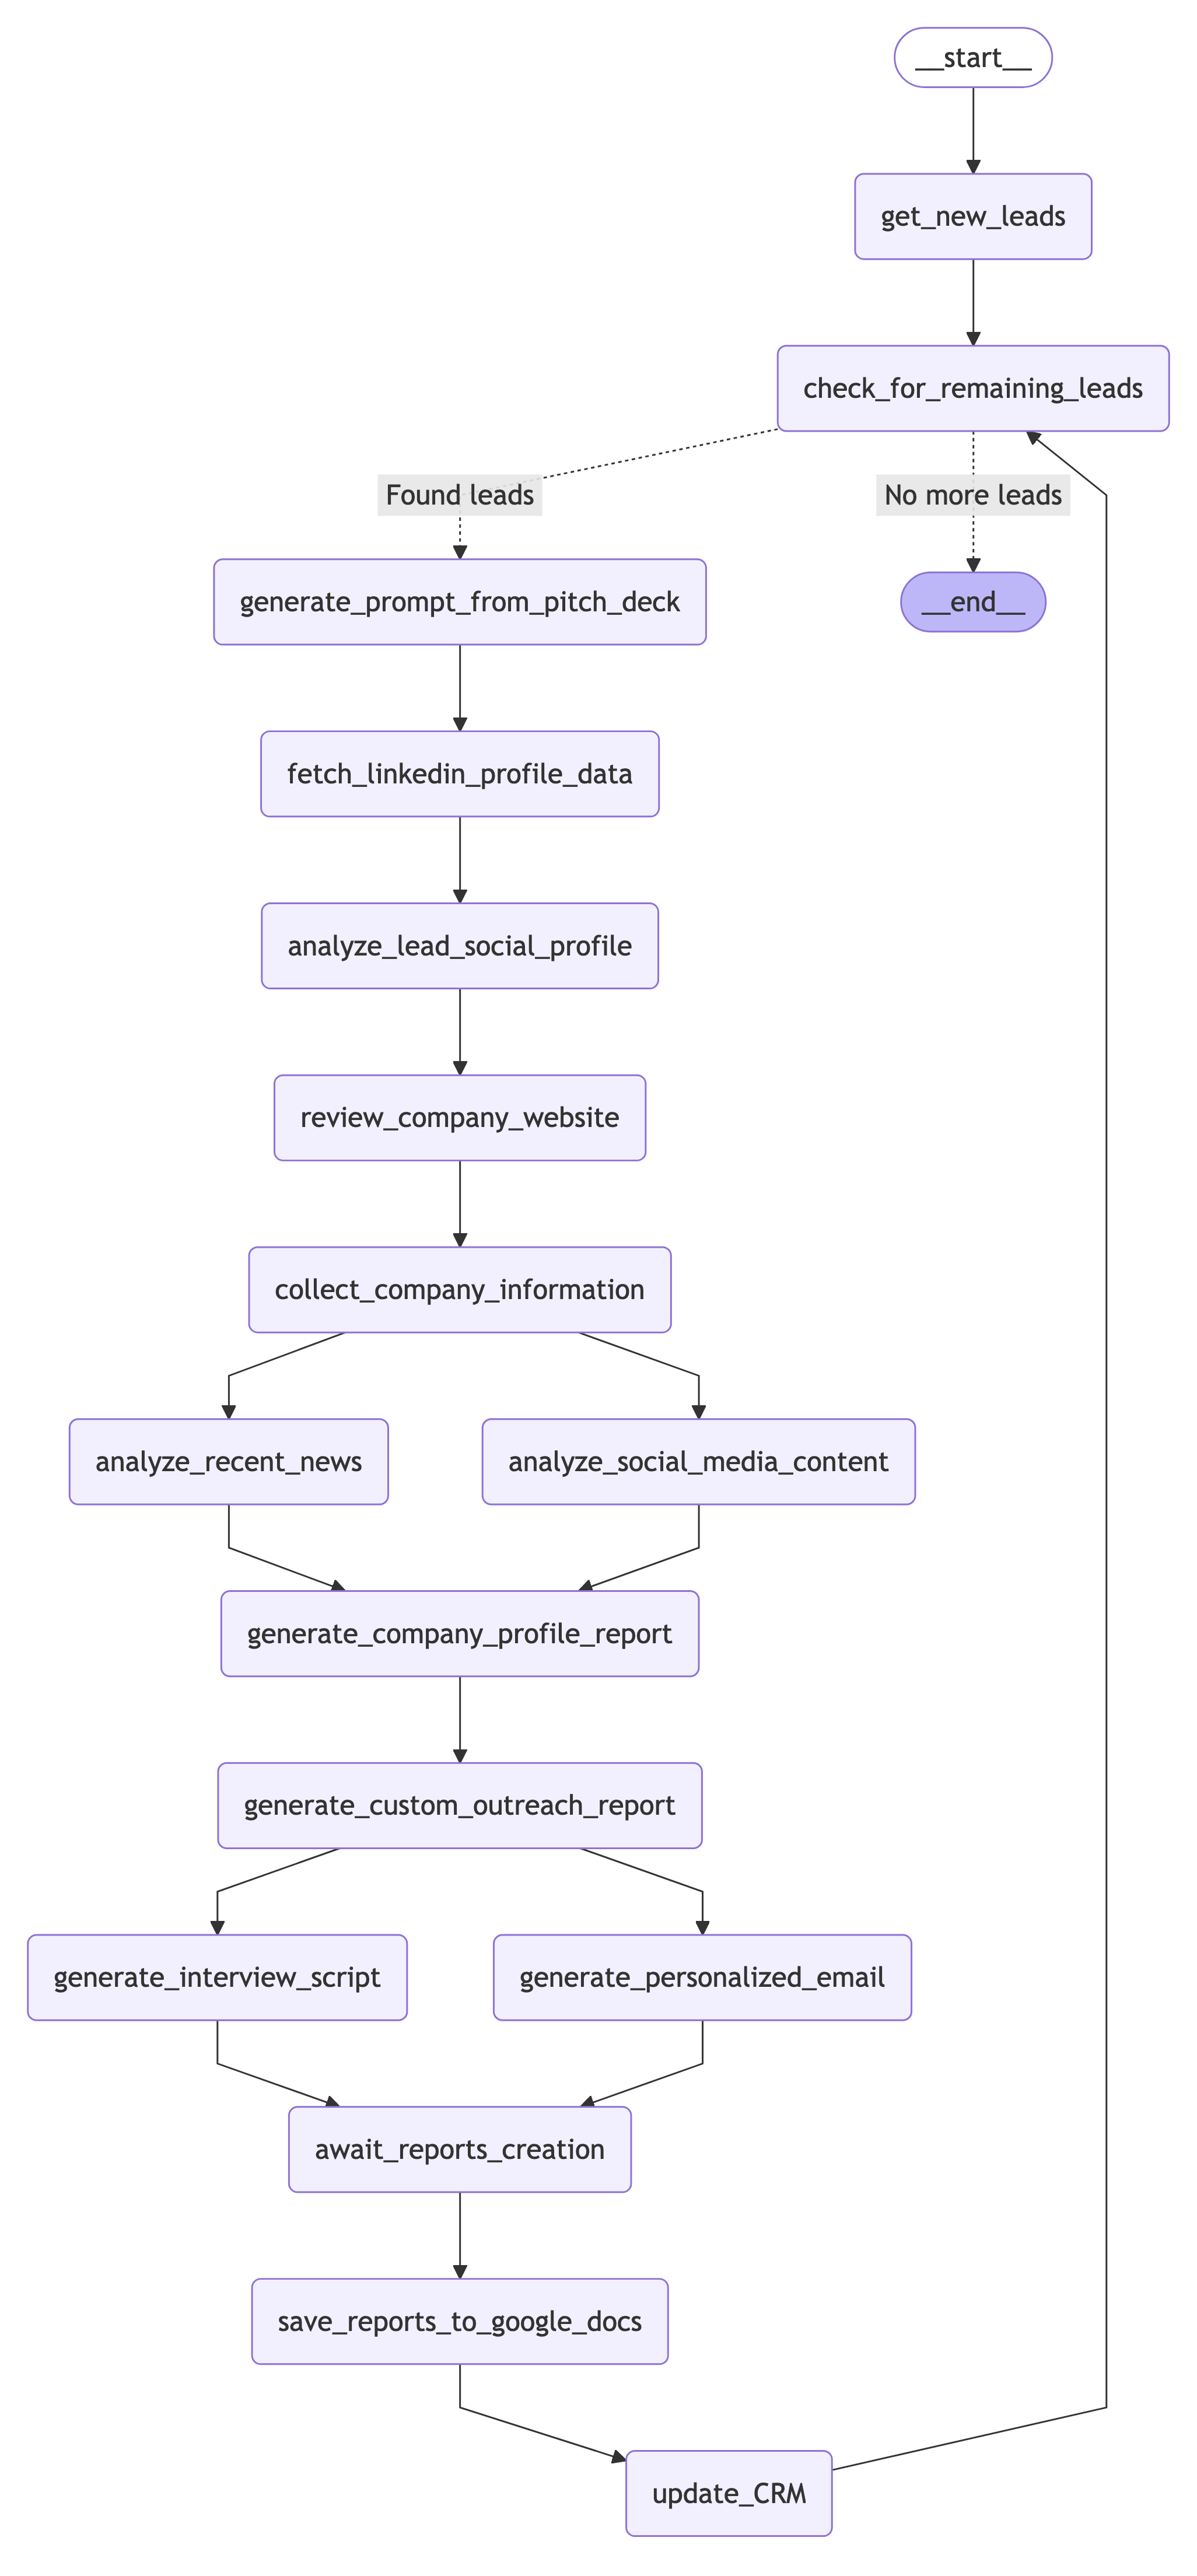 __start__
get_new_leads
check_for_remaining_leads
Found leads
No more leads
generate_prompt_from_pitch_deck
__end__
fetch_linkedin_profile_data
analyze_lead_social_profile
review_company_website
collect_company_information
analyze_recent_news
analyze_social_media_content
generate_company_profile_report
generate_custom_outreach_report
generate_interview_script
generate_personalized_email
await_reports_creation
save_reports_to_google_docs
update_CRM